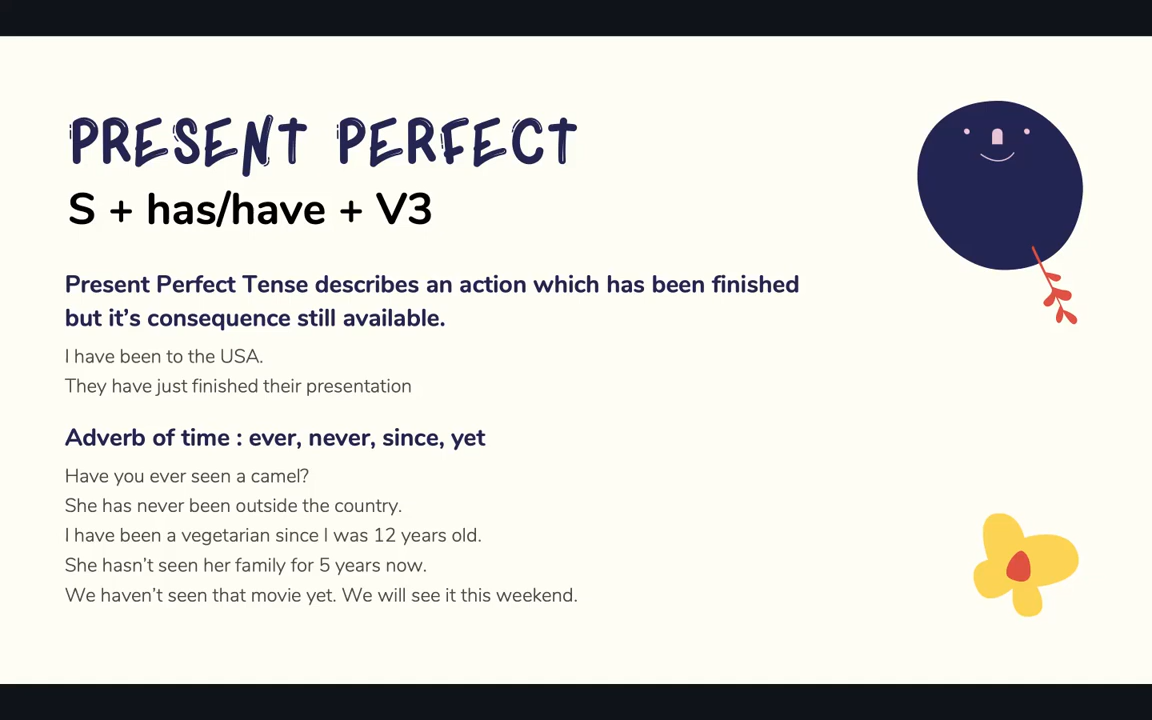 PRESENT PERFECT
S + has/have + V3
Present Perfect Tense describes an action which has been finished
but it's consequence still available.
I have been to the USA.
They have just finished their presentation
Adverb of time : ever, never, since, yet
Have you ever seen a camel?
She has never been outside the country.
I have been a vegetarian since I was 12 years old.
She hasn't seen her family for 5 years now.
We haven't seen that movie yet. We will see it this weekend.